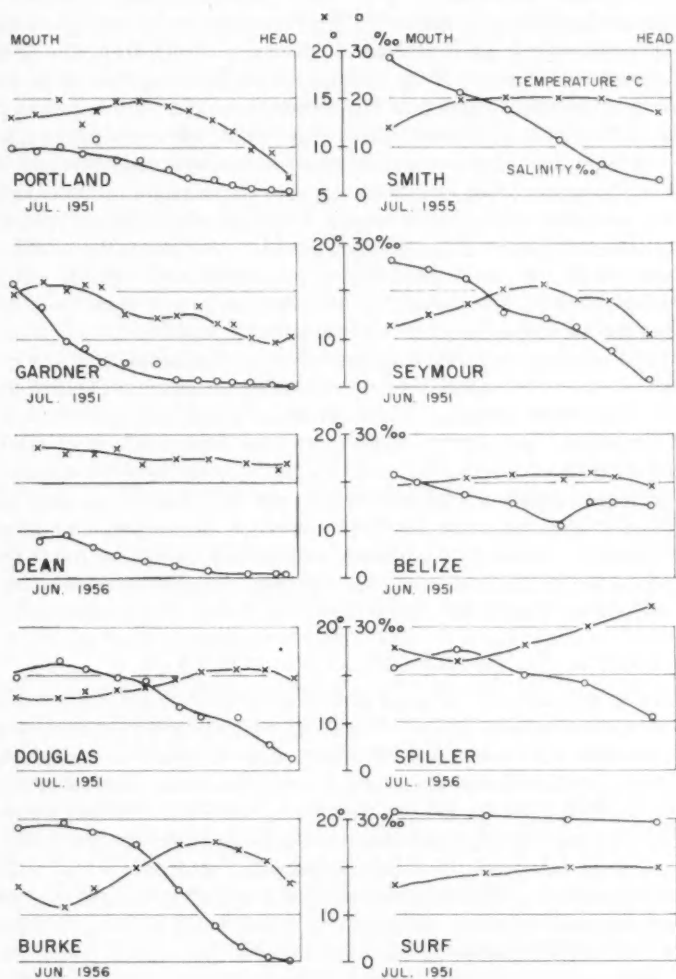 x □
MOUTH HEAD 20° 30‰ MOUTH HEAD
TEMPERATURE °C
15 20
10 10
SALINITY ‰
PORTLAND 5 0 SMITH
JUL. 1951 JUL. 1955
20° 30‰
10
GARDNER 0 SEYMOUR
JUL. 1951 JUN. 1951
20° 30‰
10
DEAN 0 BELIZE
JUN. 1956 JUN. 1951
20° 30‰
10
DOUGLAS 0 SPILLER
JUL. 1951 JUL. 1956
20° 30‰
10
BURKE 0 SURF
JUN. 1956 JUL. 1951